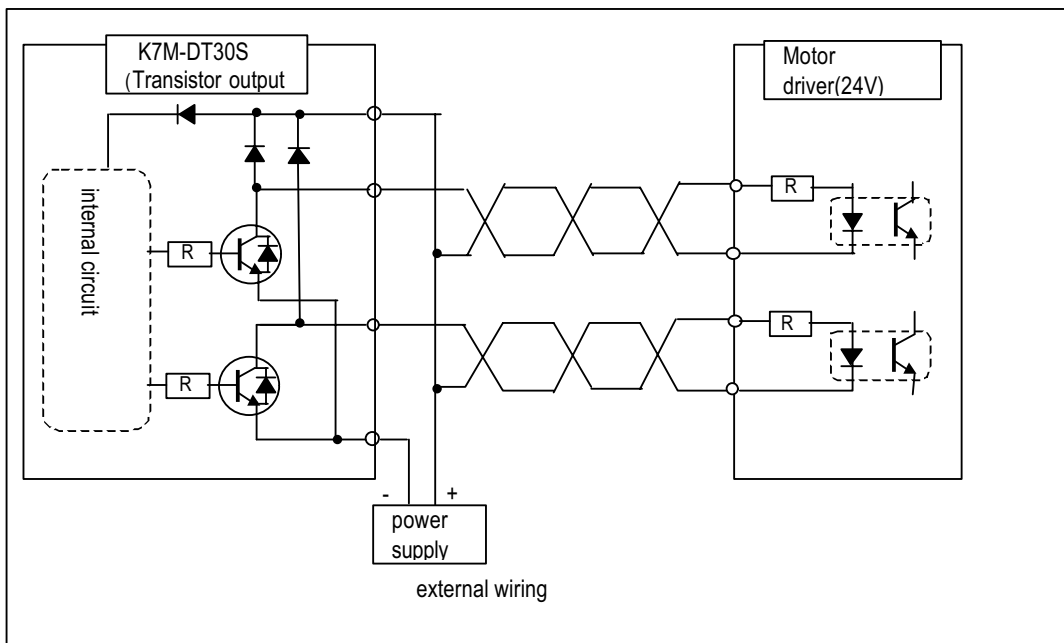 K7M-DT30S
(Transistor output
Motor
driver(24V)
internal circuit
R
R
R
R
- +
power
supply
external wiring